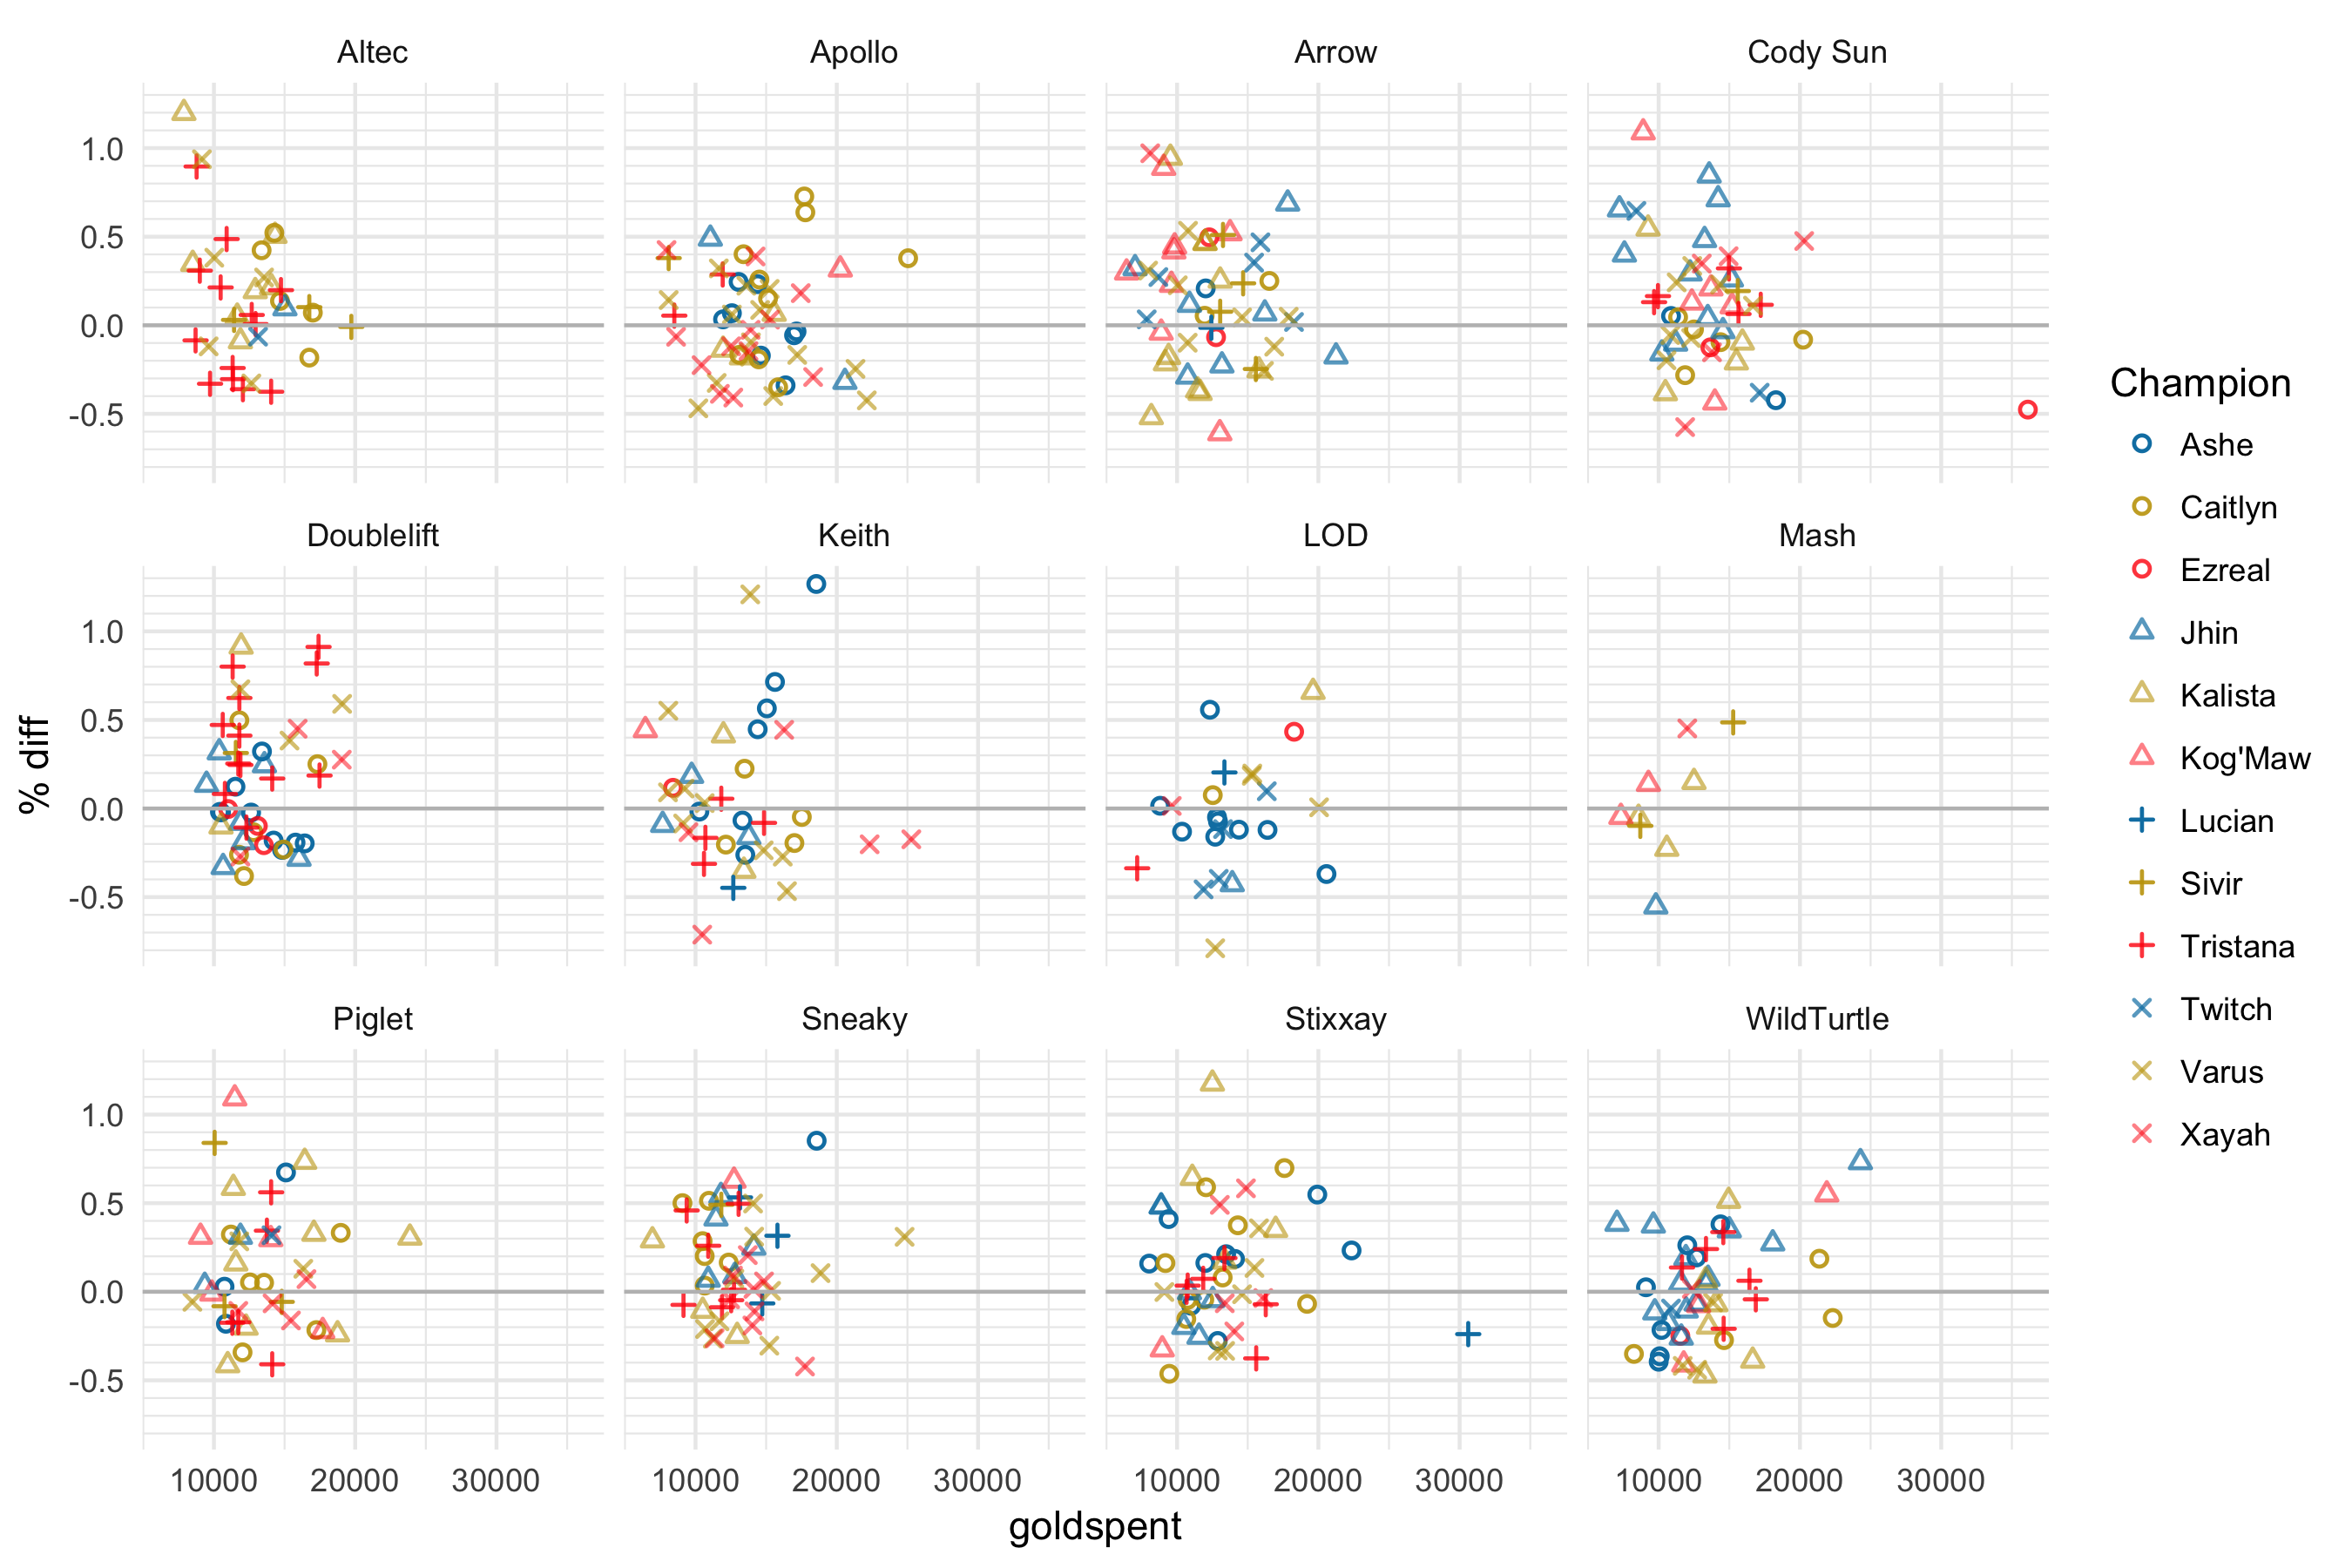 Altec
Apollo
Arrow
Cody Sun
1.0
0.5
0.0
-0.5
Doublelift
Keith
LOD
Mash
1.0
0.5
0.0
-0.5
Piglet
Sneaky
Stixxay
WildTurtle
1.0
0.5
0.0
-0.5
10000 20000 30000
10000 20000 30000
10000 20000 30000
10000 20000 30000
goldspent
% diff
Champion
Ashe
Caitlyn
Ezreal
Jhin
Kalista
Kog'Maw
Lucian
Sivir
Tristana
Twitch
Varus
Xayah